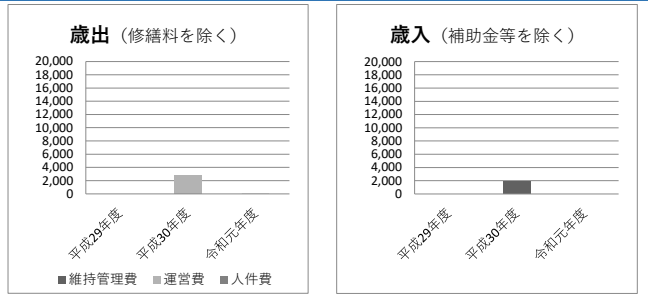 歳出（修繕料を除く）
20,000
18,000
16,000
14,000
12,000
10,000
8,000
6,000
4,000
2,000
0
平成29年度
平成30年度
令和元年度
■維持管理費 ■運営費 ■人件費
歳入（補助金等を除く）
20,000
18,000
16,000
14,000
12,000
10,000
8,000
6,000
4,000
2,000
0
平成29年度
平成30年度
令和元年度